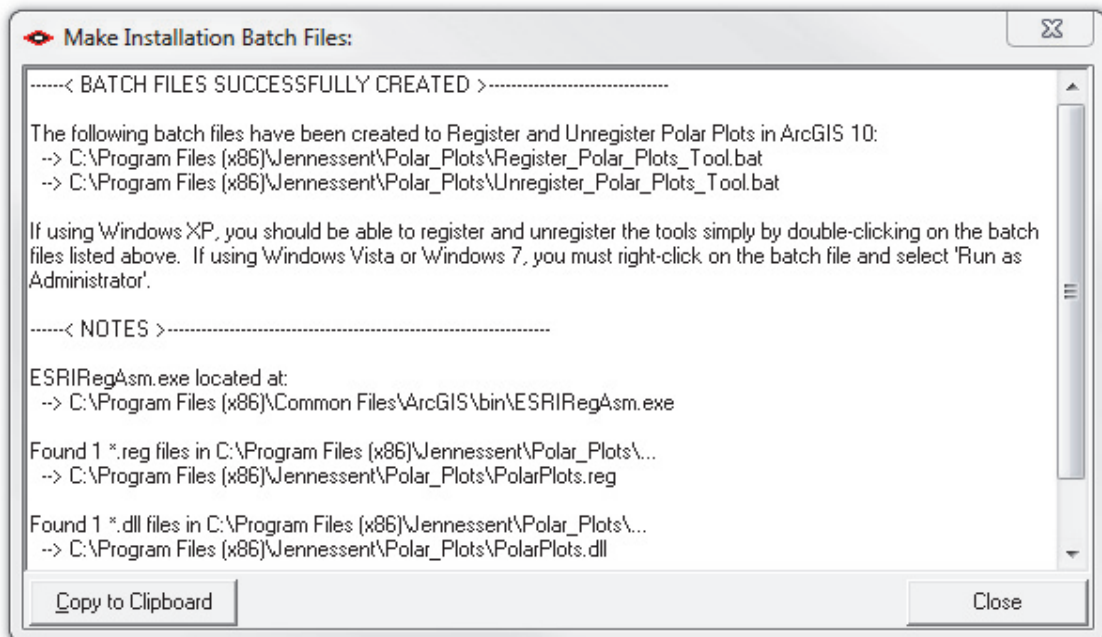 Make Installation Batch Files:
------< BATCH FILES SUCCESSFULLY CREATED >--------------------------------
The following batch files have been created to Register and Unregister Polar Plots in ArcGIS 10:
--> C:\Program Files (x86)\Jennessent\Polar_Plots\Register_Polar_Plots_Tool.bat
--> C:\Program Files (x86)\Jennessent\Polar_Plots\Unregister_Polar_Plots_Tool.bat
If using Windows XP, you should be able to register and unregister the tools simply by double-clicking on the batch
files listed above.  If using Windows Vista or Windows 7, you must right-click on the batch file and select 'Run as
Administrator'.
------< NOTES >--------------------------------------------------------------------
ESRIRegAsm.exe located at:
--> C:\Program Files (x86)\Common Files\ArcGIS\bin\ESRIRegAsm.exe
Found 1 *.reg files in C:\Program Files (x86)\Jennessent\Polar_Plots\...
--> C:\Program Files (x86)\Jennessent\Polar_Plots\PolarPlots.reg
Found 1 *.dll files in C:\Program Files (x86)\Jennessent\Polar_Plots\...
--> C:\Program Files (x86)\Jennessent\Polar_Plots\PolarPlots.dll
Copy to Clipboard
Close